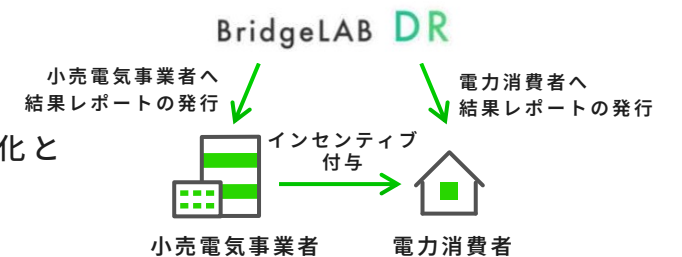 BridgeLAB DR
小売電気事業者へ
結果レポートの発行
電力消費者へ
結果レポートの発行
化と
インセンティブ
付与
小売電気事業者
電力消費者